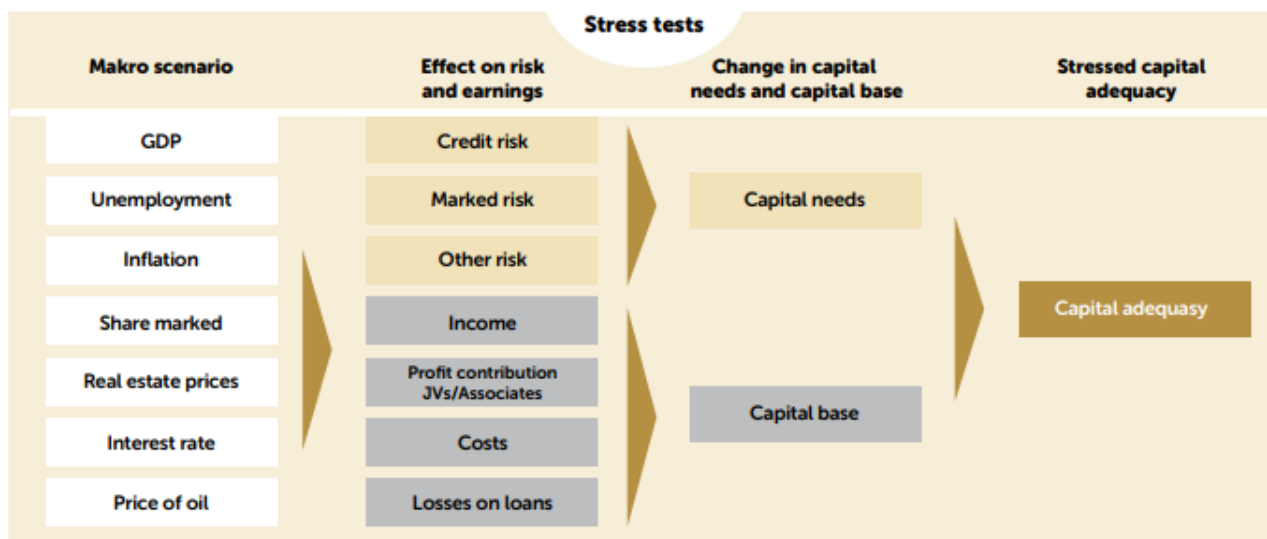 Stress tests
Makro scenario
Effect on risk
and earnings
Change in capital
needs and capital base
Stressed capital
adequacy
GDP
Unemployment
Inflation
Share marked
Real estate prices
Interest rate
Price of oil
Credit risk
Marked risk
Other risk
Income
Profit contribution
JVs/Associates
Costs
Losses on loans
Capital needs
Capital base
Capital adequasy